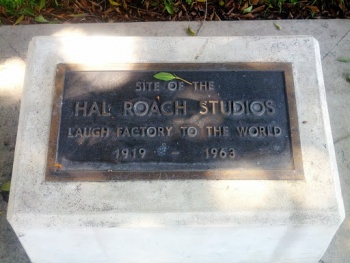 SITE OF THE
HAL ROACH STUDIOS
LAUGH FACTORY TO THE WORLD
1919 - 1963